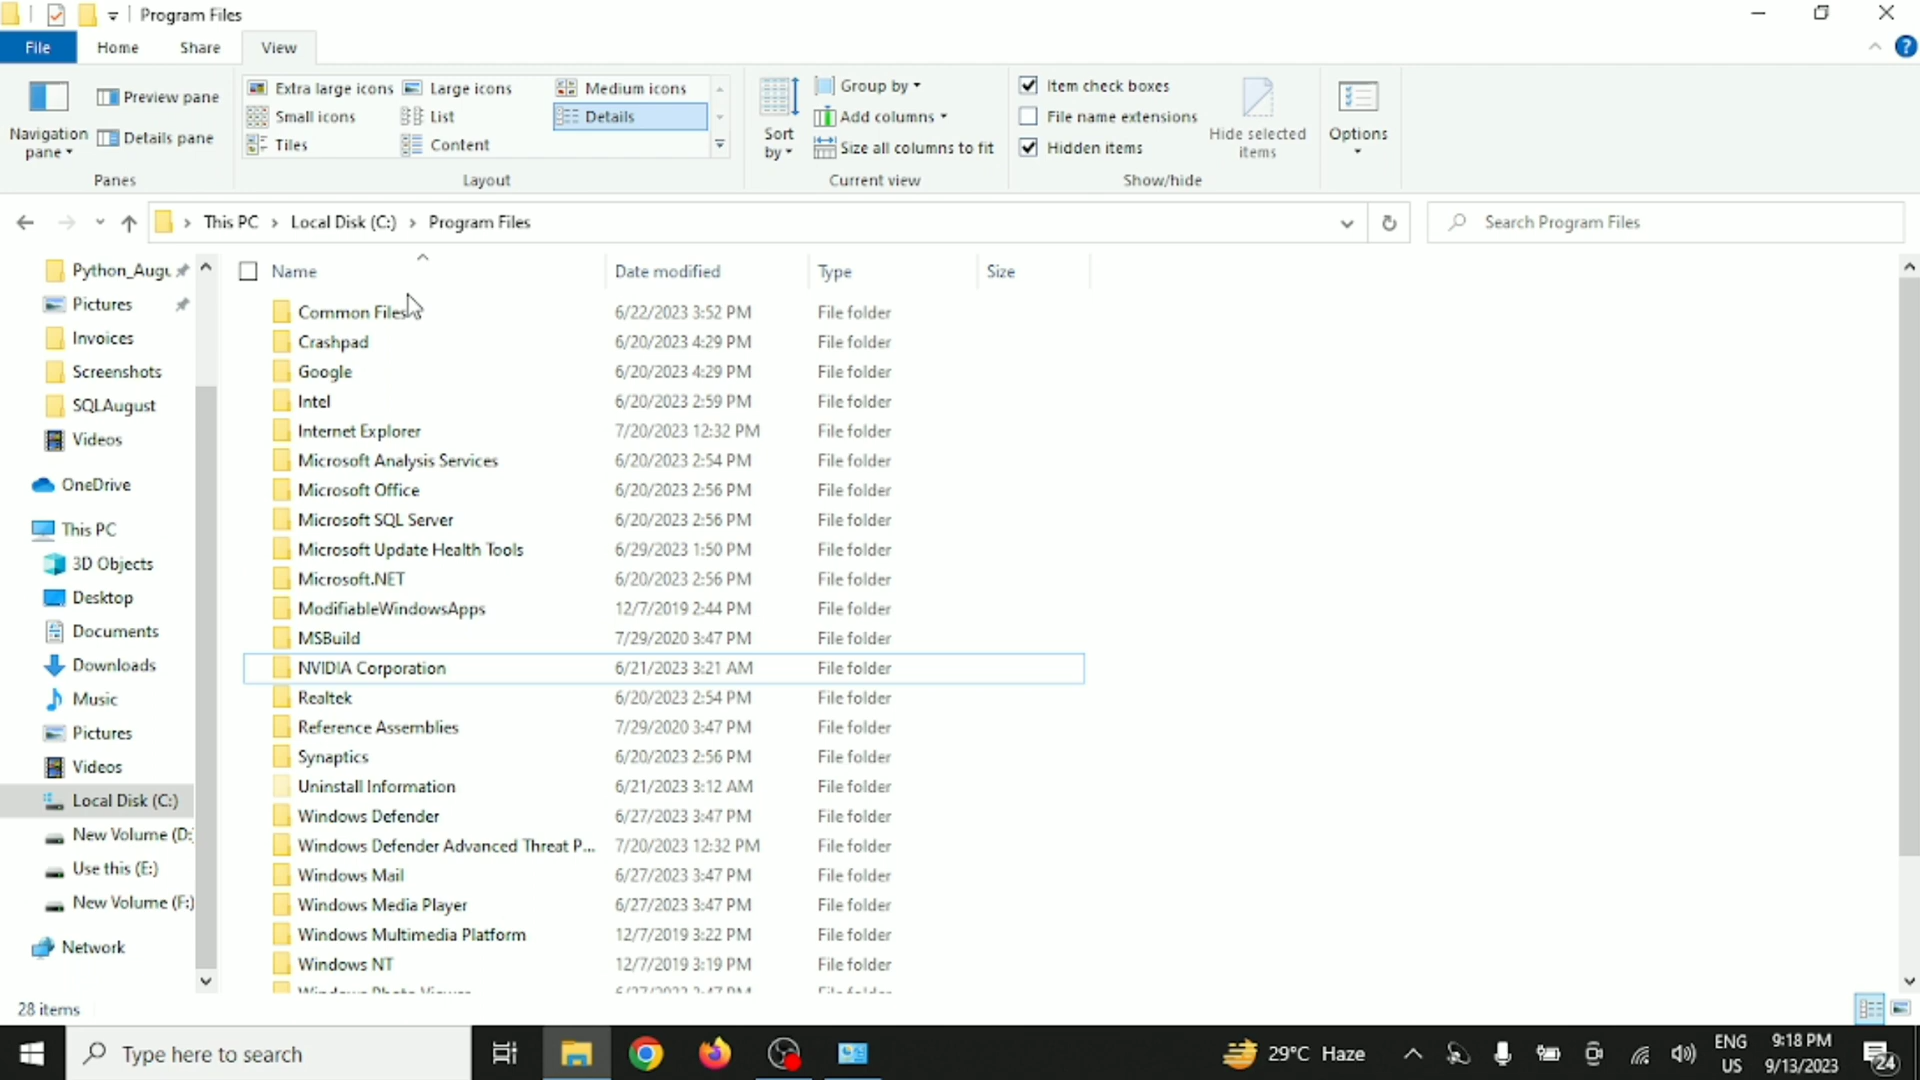 Program Files
File Home Share View
Navigation pane
Preview pane
Details pane
Panes
Extra large icons Large icons Medium icons
Small icons List Details
Tiles Content
Layout
Sort by
Group by
Add columns
Size all columns to fit
Current view
Item check boxes
File name extensions
Hidden items
Hide selected items
Show/hide
Options
This PC > Local Disk (C:) > Program Files
Search Program Files
Python_Augu
Pictures
Invoices
Screenshots
SQLAugust
Videos
OneDrive
This PC
3D Objects
Desktop
Documents
Downloads
Music
Pictures
Videos
Local Disk (C:)
New Volume (D:
Use this (E:)
New Volume (F:)
Network
Name Date modified Type Size
Common Files 6/22/2023 3:52 PM File folder
Crashpad 6/20/2023 4:29 PM File folder
Google 6/20/2023 4:29 PM File folder
Intel 6/20/2023 2:59 PM File folder
Internet Explorer 7/20/2023 12:32 PM File folder
Microsoft Analysis Services 6/20/2023 2:54 PM File folder
Microsoft Office 6/20/2023 2:56 PM File folder
Microsoft SQL Server 6/20/2023 2:56 PM File folder
Microsoft Update Health Tools 6/29/2023 1:50 PM File folder
Microsoft.NET 6/20/2023 2:56 PM File folder
ModifiableWindowsApps 12/7/2019 2:44 PM File folder
MSBuild 7/29/2020 3:47 PM File folder
NVIDIA Corporation 6/21/2023 3:21 AM File folder
Realtek 6/20/2023 2:54 PM File folder
Reference Assemblies 7/29/2020 3:47 PM File folder
Synaptics 6/20/2023 2:56 PM File folder
Uninstall Information 6/21/2023 3:12 AM File folder
Windows Defender 6/27/2023 3:47 PM File folder
Windows Defender Advanced Threat P... 7/20/2023 12:32 PM File folder
Windows Mail 6/27/2023 3:47 PM File folder
Windows Media Player 6/27/2023 3:47 PM File folder
Windows Multimedia Platform 12/7/2019 3:22 PM File folder
Windows NT 12/7/2019 3:19 PM File folder
Windows Photo Viewer 6/27/2023 3:47 PM File folder
28 items
Type here to search
29°C Haze
ENG US
9:18 PM
9/13/2023
24